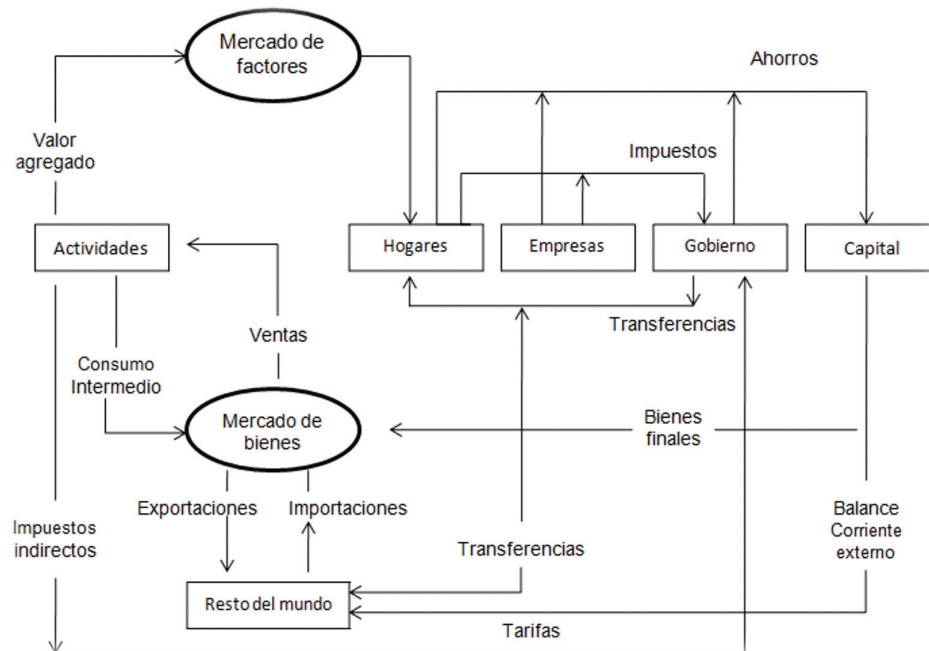 Mercado de
factores
Ahorros
Valor
agregado
Impuestos
Actividades
Hogares
Empresas
Gobierno
Capital
Ventas
Transferencias
Consumo
Intermedio
Mercado de
bienes
Bienes
finales
Exportaciones
Importaciones
Impuestos
indirectos
Transferencias
Balance
Corriente
externo
Resto del mundo
Tarifas